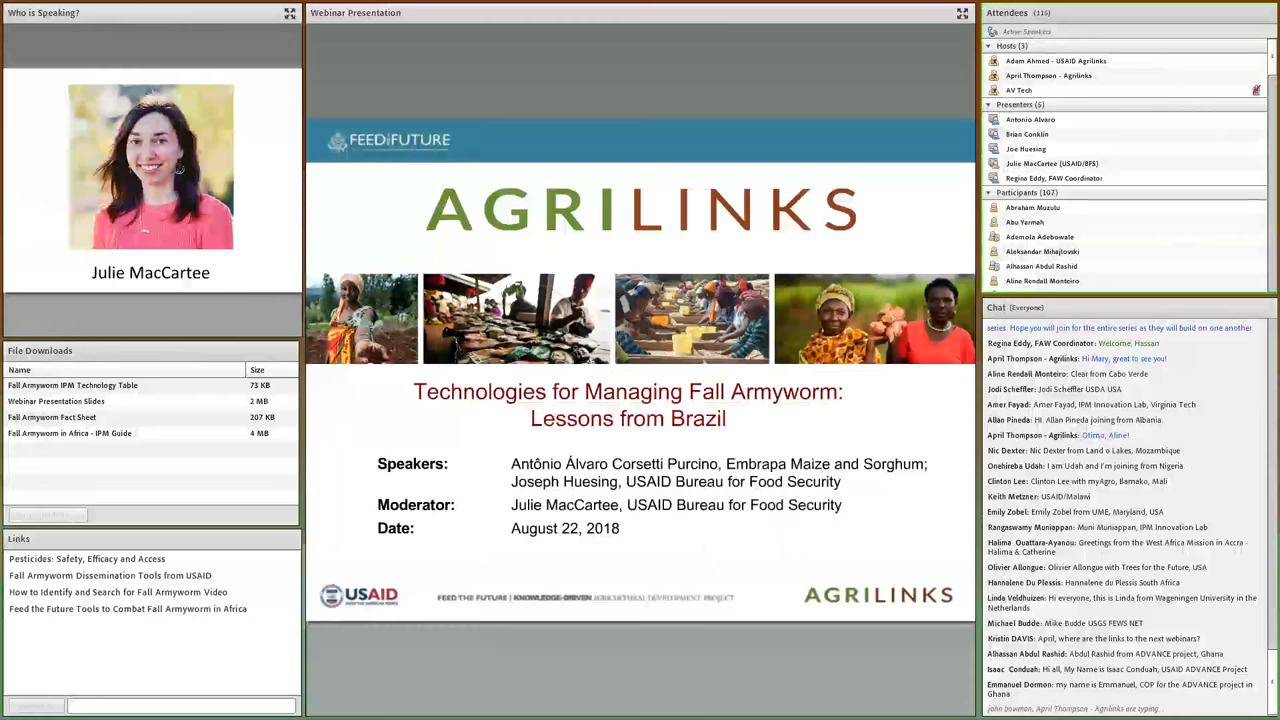 Who is Speaking?
Julie MacCartee
File Downloads
Name Size
Fall Armyworm IPM Technology Table 73 KB
Webinar Presentation Slides 2 MB
Fall Armyworm Fact Sheet 207 KB
Fall Armyworm in Africa - IPM Guide 4 MB
Links
Pesticides: Safety, Efficacy and Access
Fall Armyworm Dissemination Tools from USAID
How to Identify and Search for Fall Armyworm Video
Feed the Future Tools to Combat Fall Armyworm in Africa
Webinar Presentation
FEED THE FUTURE
AGRILINKS
Technologies for Managing Fall Armyworm:
Lessons from Brazil
Speakers: Antônio Álvaro Corsetti Purcino, Embrapa Maize and Sorghum;
Joseph Huesing, USAID Bureau for Food Security
Moderator: Julie MacCartee, USAID Bureau for Food Security
Date: August 22, 2018
USAID
FROM THE AMERICAN PEOPLE
AGRILINKS
Attendees (115)
Active Speakers
Hosts (3)
Adam Ahmed - USAID Agrilinks
April Thompson - Agrilinks
AV Tech
Presenters (5)
Antonio Alvaro
Brian Conklin
Joe Huesing
Julie MacCartee (USAID/BFS)
Regina Eddy, FAW Coordinator
Participants (107)
Abraham Muzulu
Abu Yarmah
Ademola Adebowale
Aleksandar Mihajlovski
Alhassan Abdul Rashid
Aline Rendall Monteiro
Chat (Everyone)
series. Hope you will join for the entire series as they will build on one another.
Regina Eddy, FAW Coordinator: Welcome, Hassan
April Thompson - Agrilinks: Hi Mary, great to see you!
Aline Rendall Monteiro: Clear from Cabo Verde
Jodi Scheffler: Jodi Scheffler USDA USA
Amer Fayad: Amer Fayad, IPM Innovation Lab, Virginia Tech
Allan Pineda: HI. Allan Pineda joining from Albania.
April Thompson - Agrilinks: Otimo, Aline!
Nic Dexter: Nic Dexter from Land o Lakes, Mozambique
Onehireba Udah: I am Udah and I'm joining from Nigeria
Clinton Lee: Clinton Lee with myAgro, Bamako, Mali
Keith Metzner: USAID/Malawi
Emily Zobel: Emily Zobel from UME, Maryland, USA
Rangaswamy Muniappan: Muni Muniappan, IPM Innovation Lab
Halima Ouattara-Ayanou: Greetings from the West Africa Mission in Accra -
Halima & Catherine
Olivier Allongue: Olivier Allongue with Trees for the Future, USA
Hannalene Du Plessis: Hannalene du Plessis South Africa
Linda Veldhuizen: Hi everyone, this is Linda from Wageningen University in the
Netherlands
Michael Budde: Mike Budde USGS FEWS NET
Kristin DAVIS: April, where are the links to the next webinars?
Alhassan Abdul Rashid: Abdul Rashid from ADVANCE project, Ghana
Isaac Conduah: Hi all, My Name is Isaac Conduah, USAID ADVANCE Project
Emmanuel Dormon: my name is Emmanuel, COP for the ADVANCE project in
Ghana
john bowman, April Thompson - Agrilinks are typing